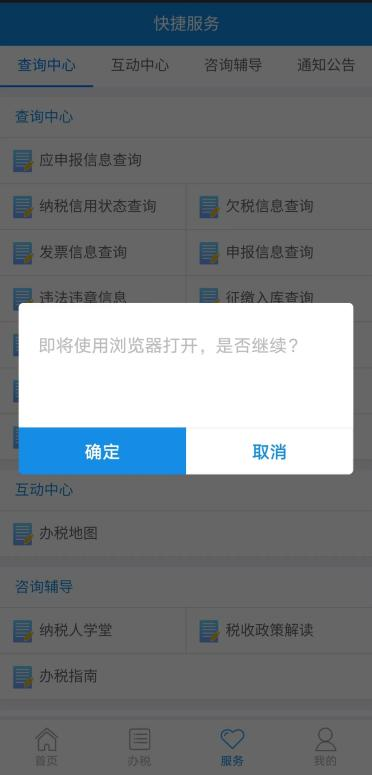 快捷服务
查询中心 互动中心 咨询辅导 通知公告
查询中心
应申报信息查询
纳税信用状态查询 欠税信息查询
发票信息查询 申报信息查询
违法违章信息 征缴入库查询
即将使用浏览器打开，是否继续？
确定 取消
互动中心
办税地图
咨询辅导
纳税人学堂 税收政策解读
办税指南
首页 办税 服务 我的